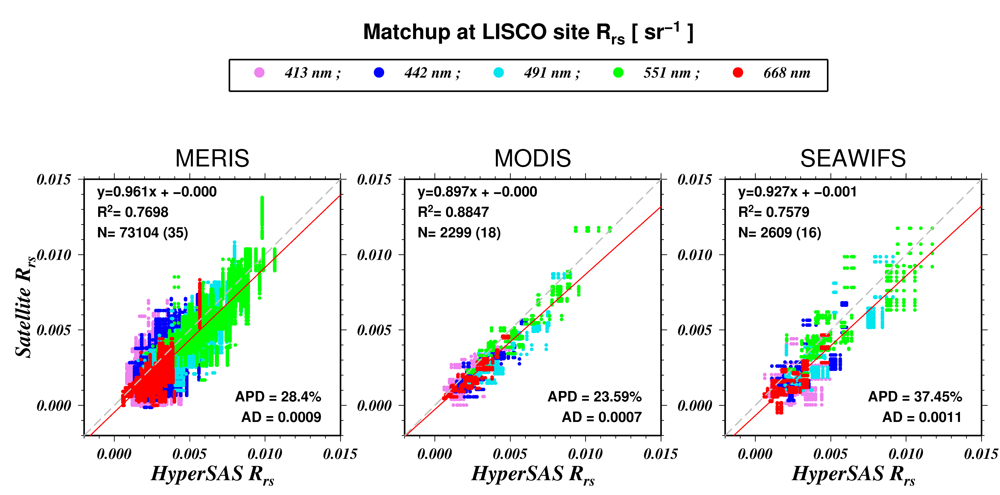 Matchup at LISCO site Rrs [ sr−1 ]
413 nm ; 442 nm ; 491 nm ; 551 nm ; 668 nm
MERIS
0.015
0.010
0.005
0.000
Satellite Rrs
y=0.961x + −0.000
R2= 0.7698
N= 73104 (35)
APD = 28.4%
AD = 0.0009
0.000 0.005 0.010 0.015
HyperSAS Rrs
MODIS
0.015
0.010
0.005
0.000
y=0.897x + −0.000
R2= 0.8847
N= 2299 (18)
APD = 23.59%
AD = 0.0007
0.000 0.005 0.010 0.015
HyperSAS Rrs
SEAWIFS
0.015
0.010
0.005
0.000
y=0.927x + −0.001
R2= 0.7579
N= 2609 (16)
APD = 37.45%
AD = 0.0011
0.000 0.005 0.010 0.015
HyperSAS Rrs